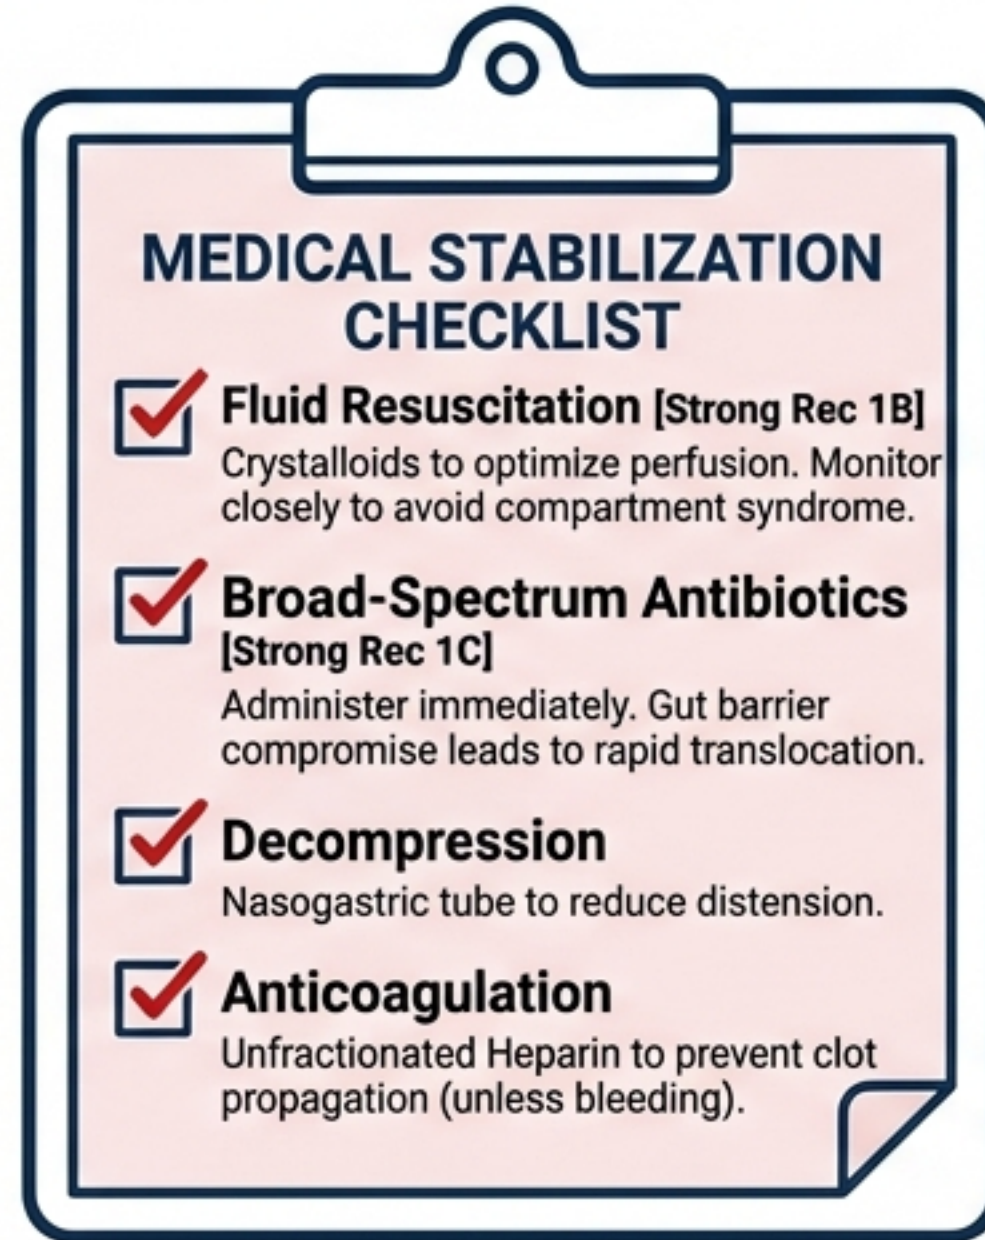 MEDICAL STABILIZATION
CHECKLIST
Fluid Resuscitation [Strong Rec 1B]
Crystalloids to optimize perfusion. Monitor
closely to avoid compartment syndrome.
Broad-Spectrum Antibiotics
[Strong Rec 1C]
Administer immediately. Gut barrier
compromise leads to rapid translocation.
Decompression
Nasogastric tube to reduce distension.
Anticoagulation
Unfractionated Heparin to prevent clot
propagation (unless bleeding).